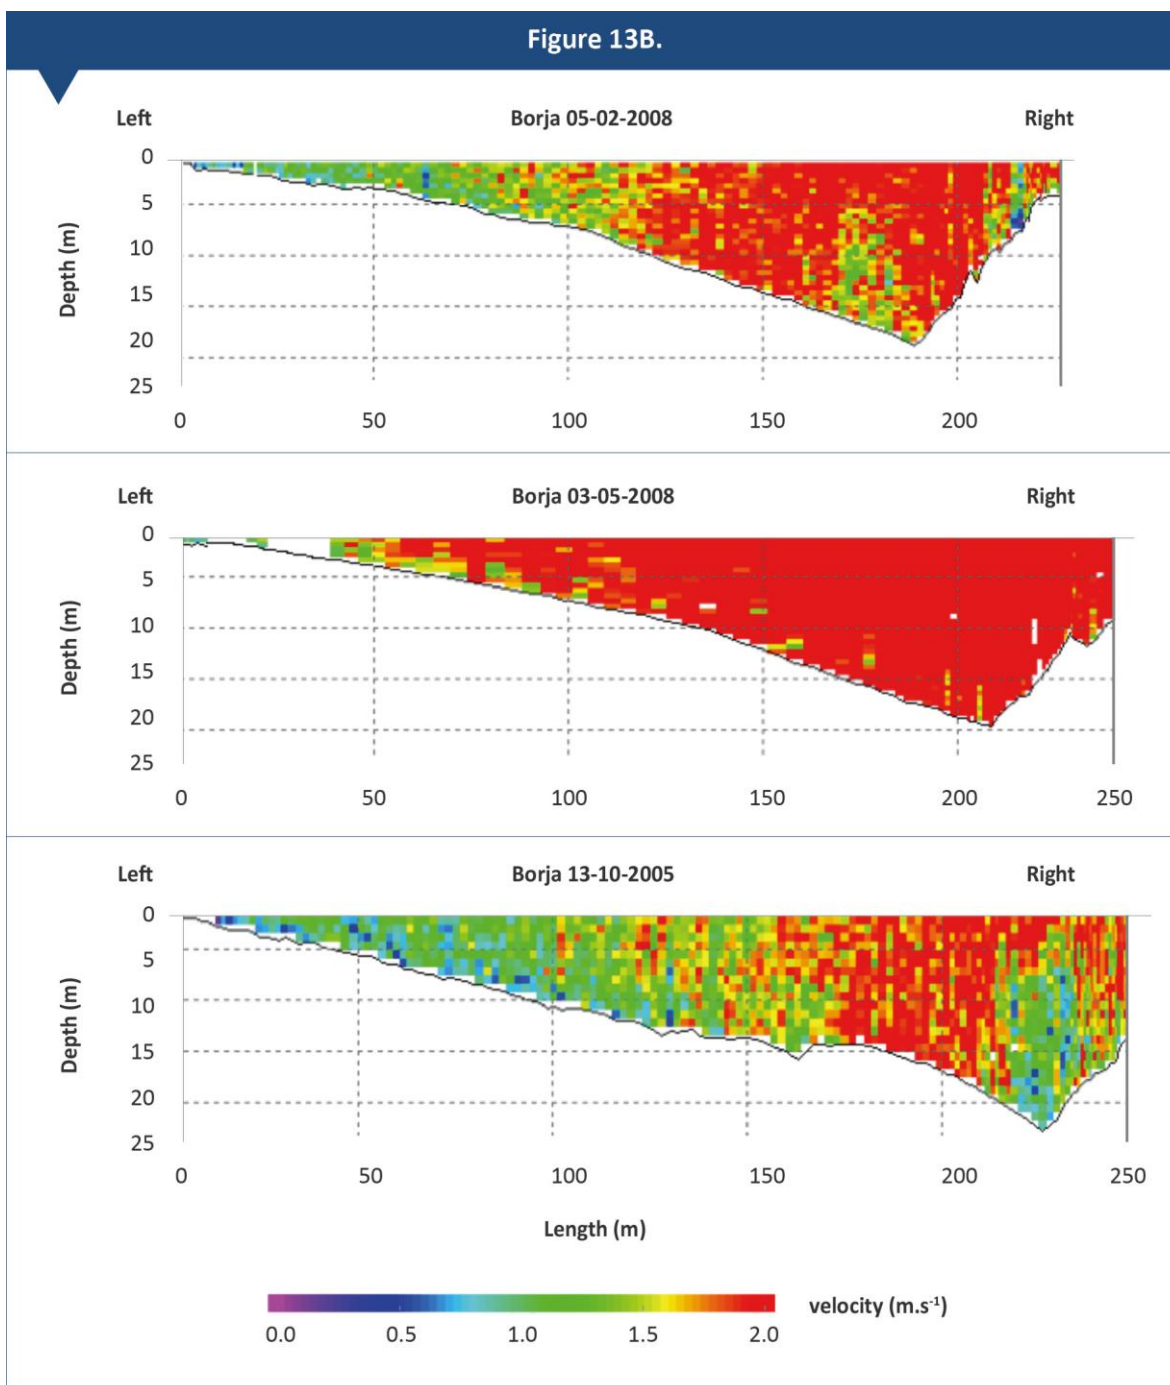 Figure 13B.
Left Borja 05-02-2008 Right
0
5
10
15
20
25
Depth (m)
0 50 100 150 200
Left Borja 03-05-2008 Right
0
5
10
15
20
25
Depth (m)
0 50 100 150 200 250
Left Borja 13-10-2005 Right
0
5
10
15
20
25
Depth (m)
0 50 100 150 200 250
Length (m)
velocity (m.s⁻¹)
0.0 0.5 1.0 1.5 2.0